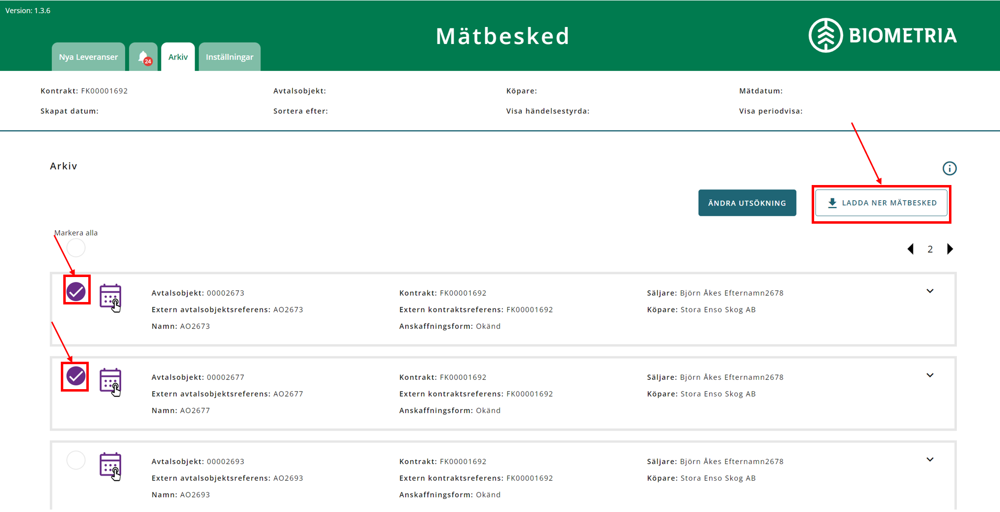 Version: 1.3.6
Mätbesked
BIOMETRIA
Nya Leveranser
24
Arkiv
Inställningar
Kontrakt: FK00001692
Avtalsobjekt:
Köpare:
Mätdatum:
Skapat datum:
Sortera efter:
Visa händelsestyrda:
Visa periodvisa:
Arkiv
ÄNDRA UTSÖKNING
LADDA NER MÄTBESKED
Markera alla
2
Avtalsobjekt: 00002673
Kontrakt: FK00001692
Säljare: Björn Åkes Efternamn2678
Extern avtalsobjektsreferens: AO2673
Extern kontraktsreferens: FK00001692
Köpare: Stora Enso Skog AB
Namn: AO2673
Anskaffningsform: Okänd
Avtalsobjekt: 00002677
Kontrakt: FK00001692
Säljare: Björn Åkes Efternamn2678
Extern avtalsobjektsreferens: AO2677
Extern kontraktsreferens: FK00001692
Köpare: Stora Enso Skog AB
Namn: AO2677
Anskaffningsform: Okänd
Avtalsobjekt: 00002693
Kontrakt: FK00001692
Säljare: Björn Åkes Efternamn2678
Extern avtalsobjektsreferens: AO2693
Extern kontraktsreferens: FK00001692
Köpare: Stora Enso Skog AB
Namn: AO2693
Anskaffningsform: Okänd